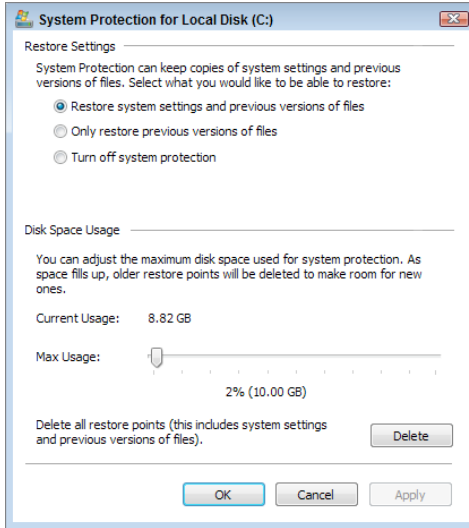 System Protection for Local Disk (C:)
Restore Settings
System Protection can keep copies of system settings and previous
versions of files. Select what you would like to be able to restore:
Restore system settings and previous versions of files
Only restore previous versions of files
Turn off system protection
Disk Space Usage
You can adjust the maximum disk space used for system protection. As
space fills up, older restore points will be deleted to make room for new
ones.
Current Usage: 8.82 GB
Max Usage:
2% (10.00 GB)
Delete all restore points (this includes system settings
and previous versions of files).
Delete
OK Cancel Apply